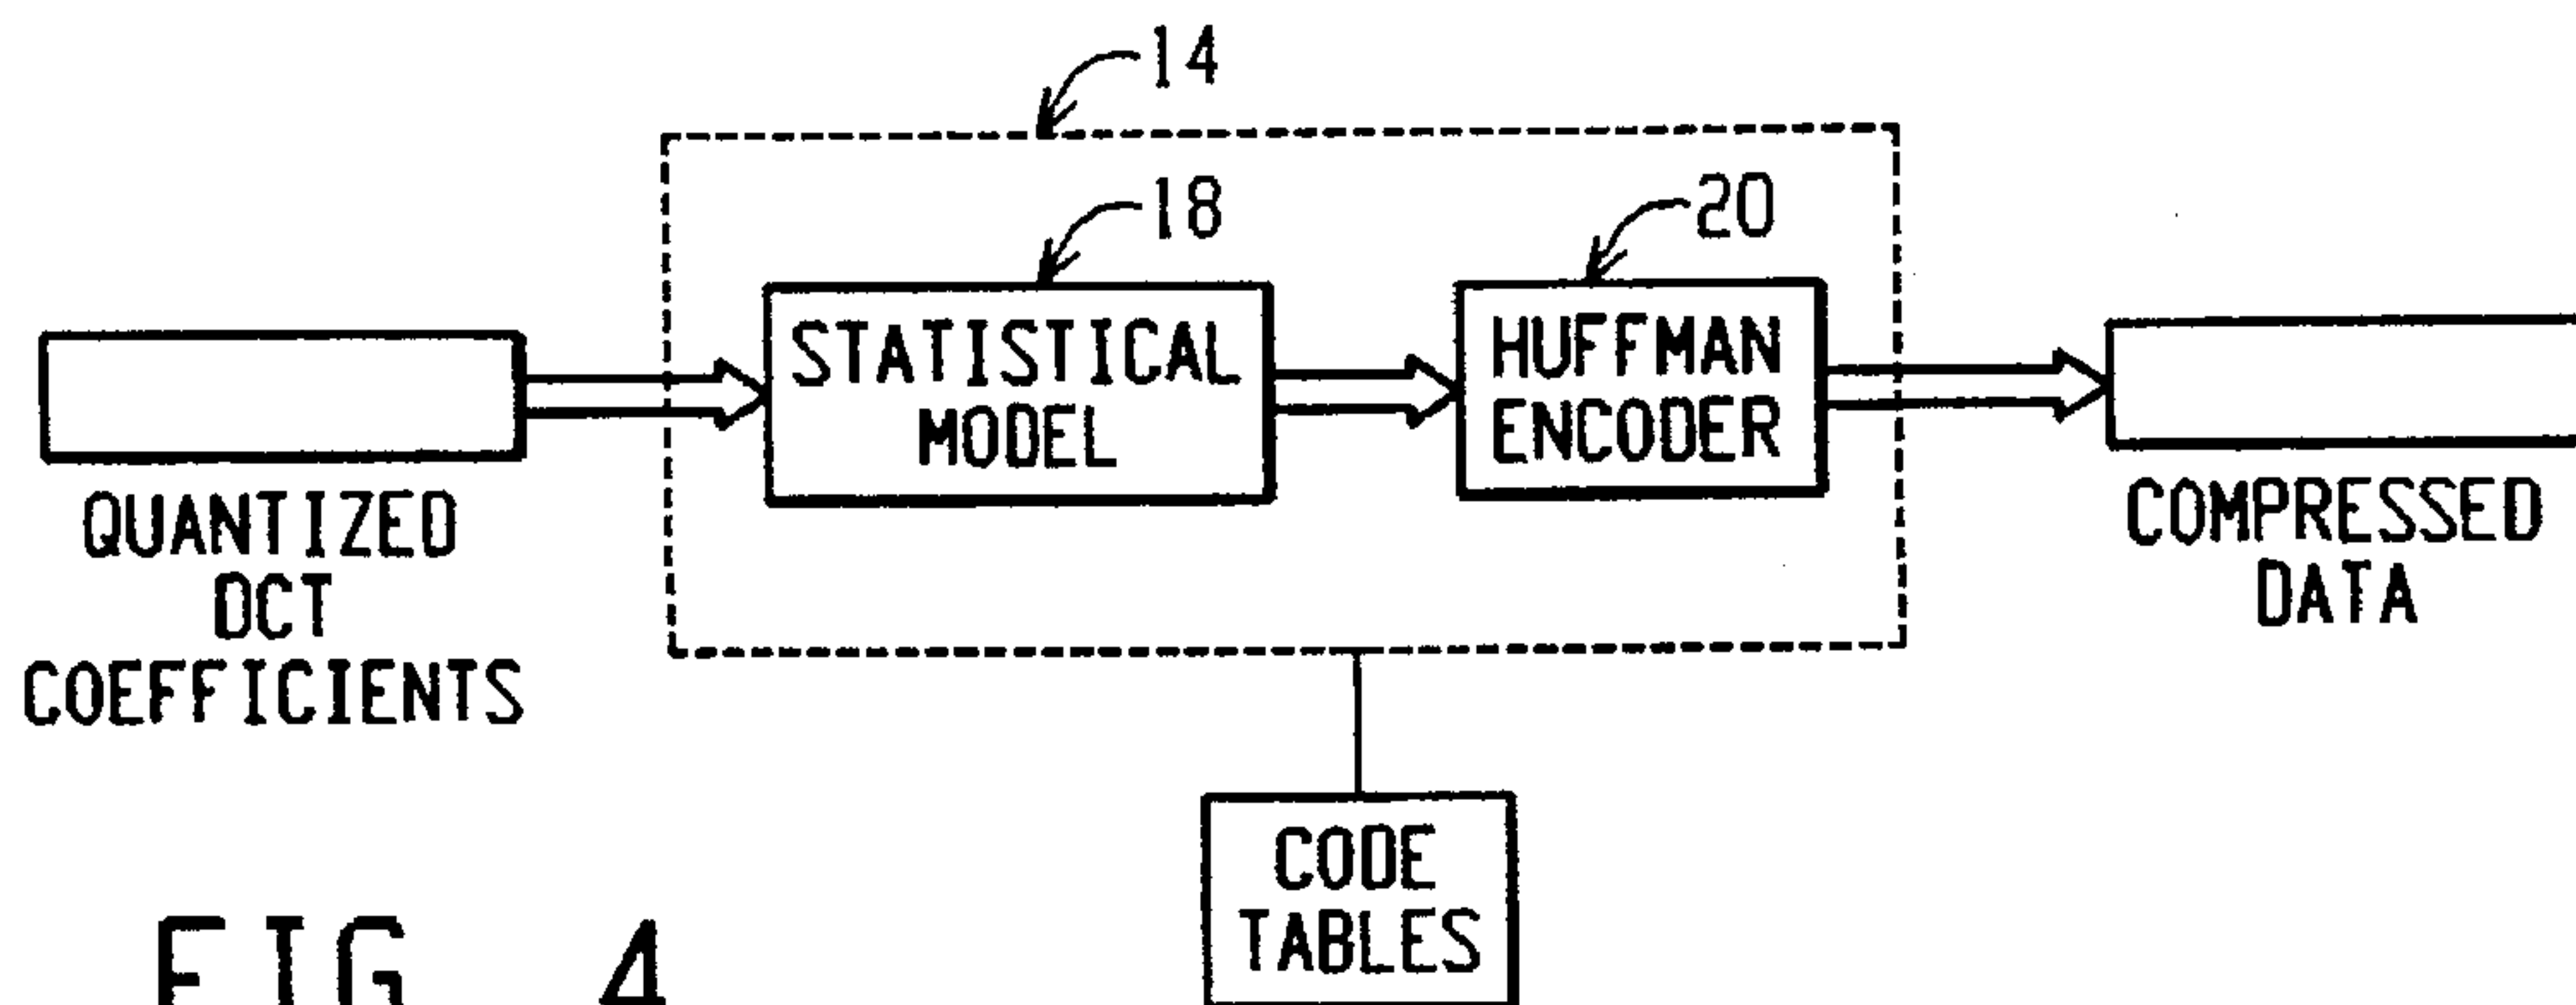 14
18
20
STATISTICAL
MODEL
HUFFMAN
ENCODER
QUANTIZED
DCT
COEFFICIENTS
COMPRESSED
DATA
CODE
TABLES
FIG 4